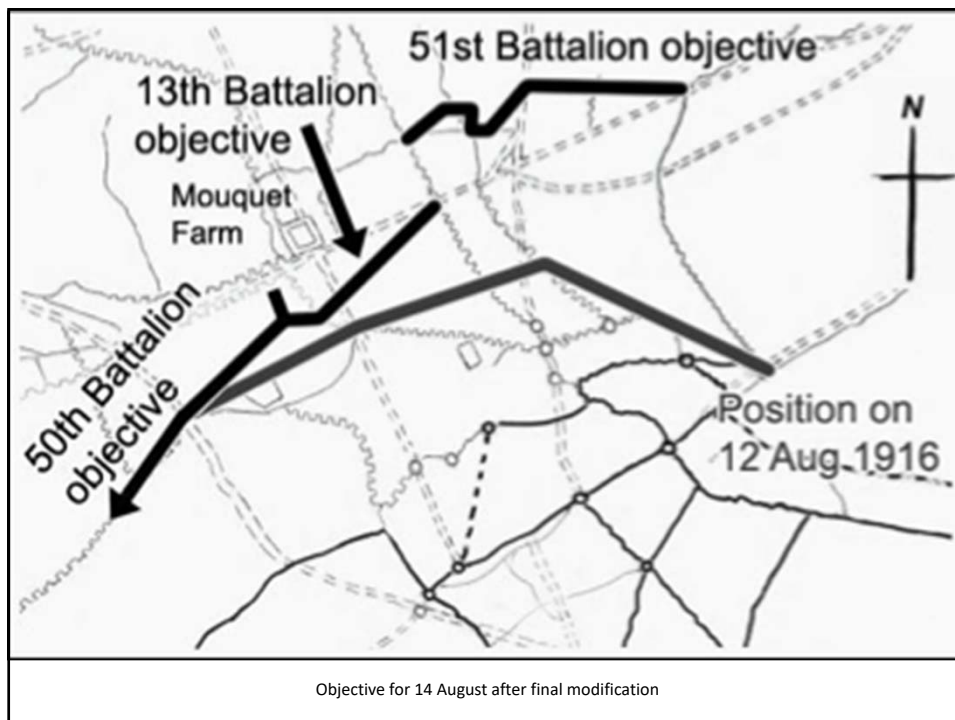 51st Battalion objective
13th Battalion
objective
N
Mouquet
Farm
50th Battalion
objective
Position on
12 Aug 1916
Objective for 14 August after final modification